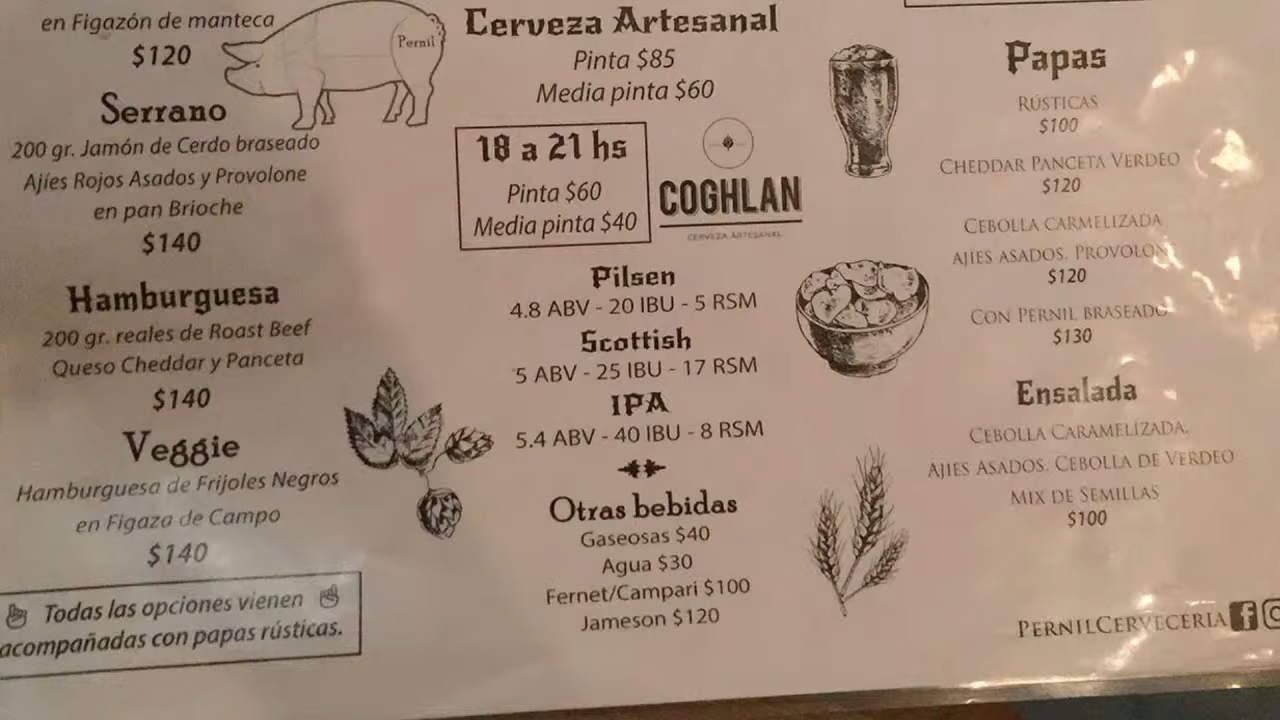 en Figazón de manteca
$120
Pernil
Serrano
200 gr. Jamón de Cerdo braseado
Ajíes Rojos Asados y Provolone
en pan Brioche
$140
Hamburguesa
200 gr. reales de Roast Beef
Queso Cheddar y Panceta
$140
Veggie
Hamburguesa de Frijoles Negros
en Figaza de Campo
$140
Todas las opciones vienen
acompañadas con papas rústicas.
Cerveza Artesanal
Pinta $85
Media pinta $60
18 a 21 hs
Pinta $60
Media pinta $40
COGHLAN
CERVEZA ARTESANAL
Pilsen
4.8 ABV - 20 IBU - 5 RSM
Scottish
5 ABV - 25 IBU - 17 RSM
IPA
5.4 ABV - 40 IBU - 8 RSM
Otras bebidas
Gaseosas $40
Agua $30
Fernet/Campari $100
Jameson $120
Papas
RÚSTICAS
$100
CHEDDAR PANCETA VERDEO
$120
CEBOLLA CARMELIZADA
AJÍES ASADOS, PROVOLONE
$120
CON PERNIL BRASEADO
$130
Ensalada
CEBOLLA CARAMELIZADA,
AJIES ASADOS, CEBOLLA DE VERDEO
MIX DE SEMILLAS
$100
PERNILCERVECERIA